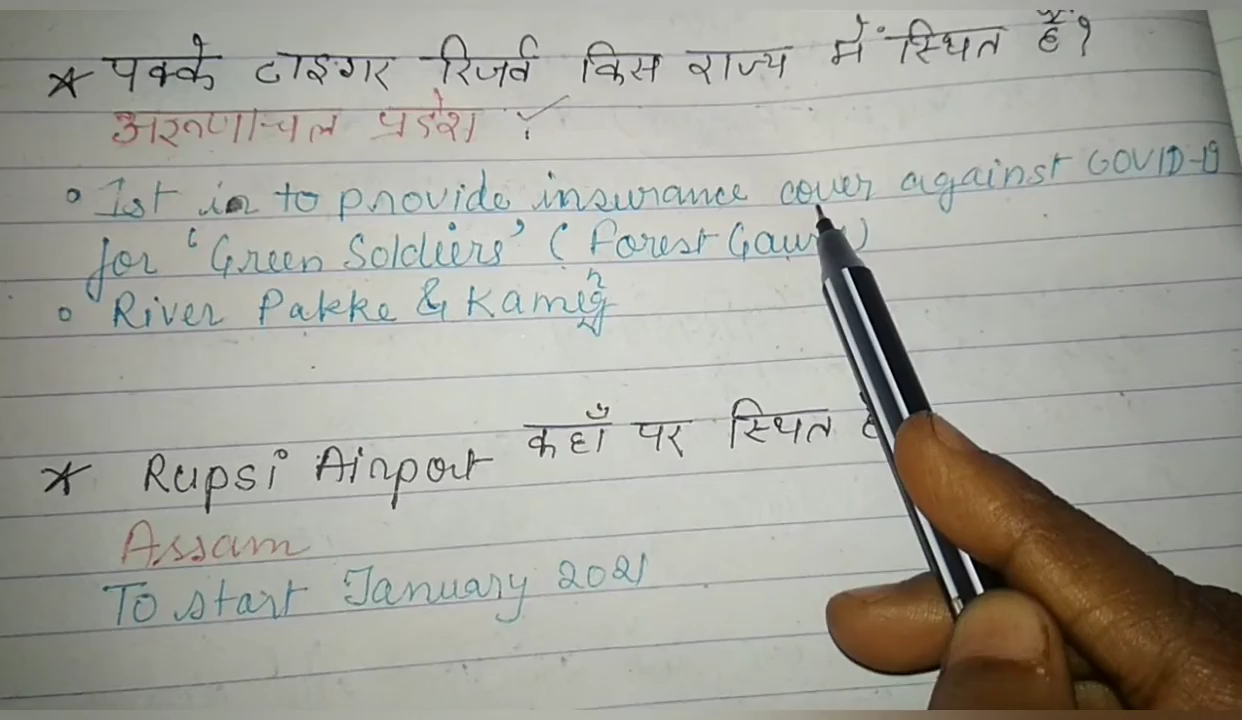 * पक्के टाइगर रिजर्व किस राज्य में स्थित है?
अरूणाचल प्रदेश
• Ist in to provide insurance cover against COVID-19
for 'Green Soldiers' (Forest
• River Pakke & Kameng
* Rupsi Airport कहाँ पर स्थित
Assam
To start January 2021